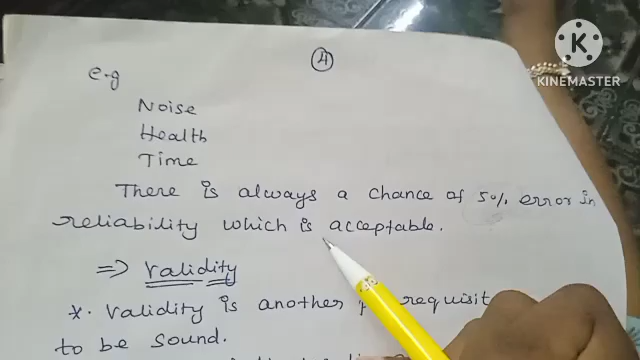 4
e.g
Noise
Health
Time
There is always a chance of 5% error in
reliability which is acceptable.
⇒ validity
*. Validity is another
to be sound.
K
KINEMASTER